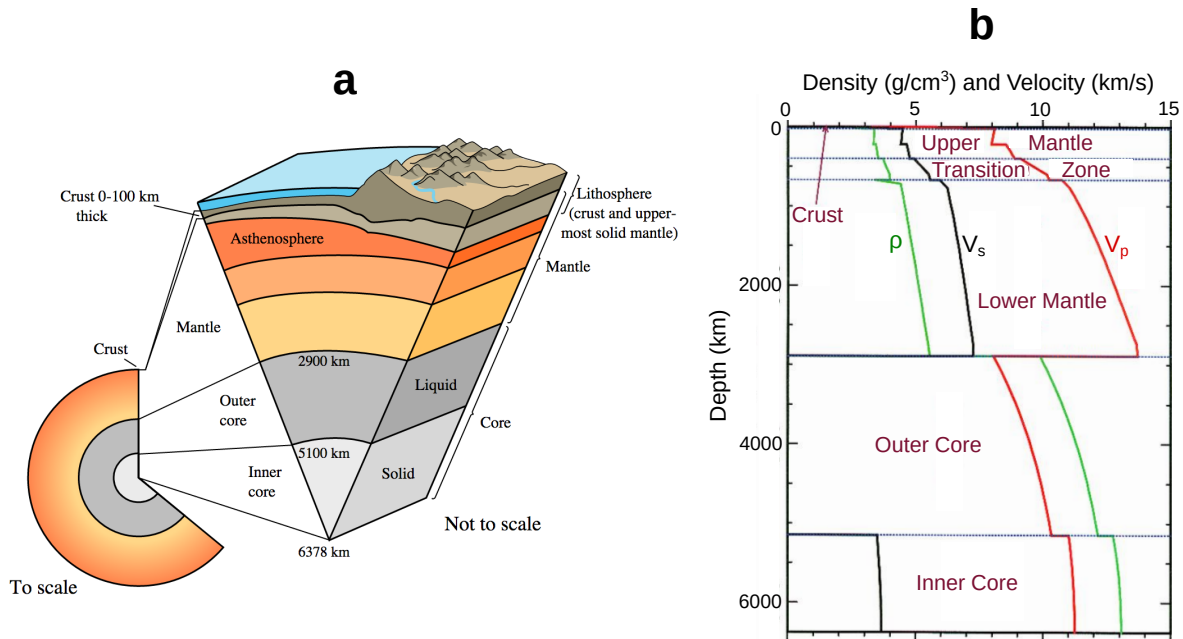 a
Crust 0-100 km
thick
Asthenosphere
Lithosphere
(crust and upper-
most solid mantle)
Mantle
Mantle
Crust
2900 km
Liquid
Outer
core
Core
5100 km
Inner
core
Solid
Not to scale
6378 km
To scale
b
Density (g/cm³) and Velocity (km/s)
0 5 10 15
0
Upper Mantle
Transition Zone
Crust
ρ Vs Vp
2000
Lower Mantle
Depth (km)
4000
Outer Core
Inner Core
6000